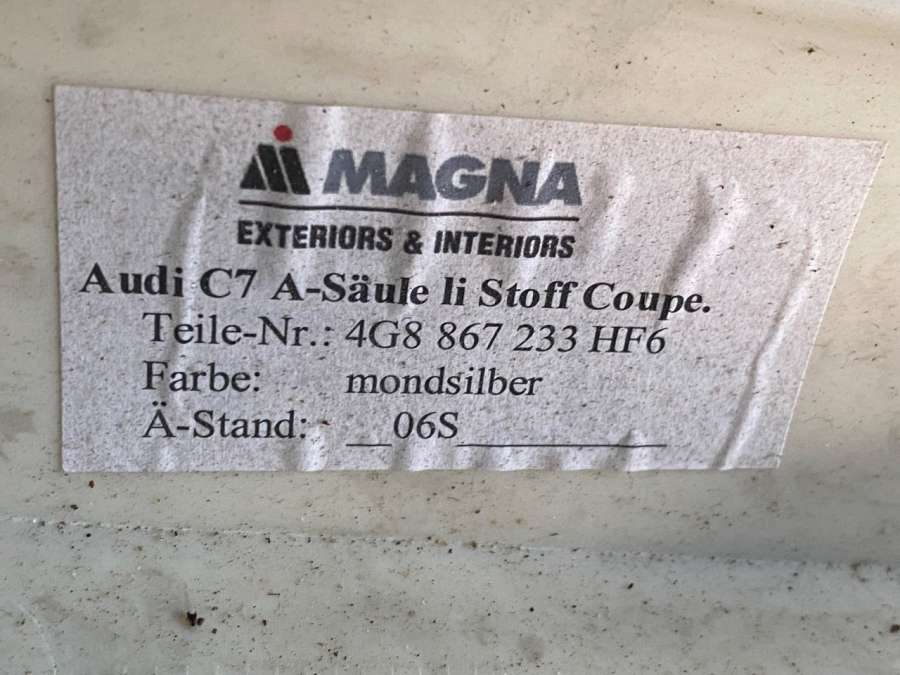 MAGNA
EXTERIORS & INTERIORS
Audi C7 A-Säule li Stoff Coupe.
Teile-Nr.: 4G8 867 233 HF6
Farbe: mondsilber
Ä-Stand: __06S__________